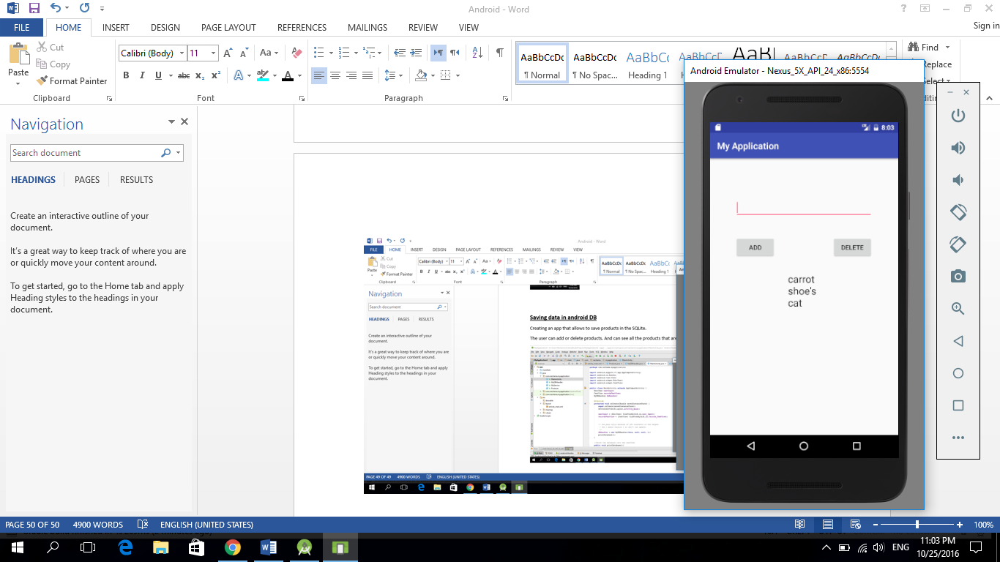 Android - Word
FILE HOME INSERT DESIGN PAGE LAYOUT REFERENCES MAILINGS REVIEW VIEW Sign in
Paste
Cut
Copy
Format Painter
Calibri (Body) 11
Clipboard Font Paragraph
AaBbCcDc AaBbCcDc AaBbCc
¶ Normal ¶ No Spac... Heading 1
Find
Replace
Select
Navigation
Search document
HEADINGS PAGES RESULTS
Create an interactive outline of your
document.
It's a great way to keep track of where you are
or quickly move your content around.
To get started, go to the Home tab and apply
Heading styles to the headings in your
document.
Android - Word
FILE HOME INSERT DESIGN PAGE LAYOUT REFERENCES MAILINGS REVIEW VIEW
Paste
Cut
Copy
Format Painter
Calibri (Body) 11
Clipboard Font Paragraph
AaBbCcDc AaBbCcDc AaBbCc
¶ Normal ¶ No Spac... Heading 1
Navigation
Search document
HEADINGS PAGES RESULTS
Create an interactive outline of your
document.
It's a great way to keep track of where you are
or quickly move your content around.
To get started, go to the Home tab and apply
Heading styles to the headings in your
document.
Saving data in android DB
Creating an app that allows to save products in the SQLite.
The user can add or delete products. And can see all the products that are
PAGE 49 OF 49 4900 WORDS ENGLISH (UNITED STATES)
Android Emulator - Nexus_5X_API_24_x86:5554
8:03
My Application
ADD DELETE
carrot
shoe's
cat
PAGE 50 OF 50 4900 WORDS ENGLISH (UNITED STATES) 100%
ENG
11:03 PM
10/25/2016